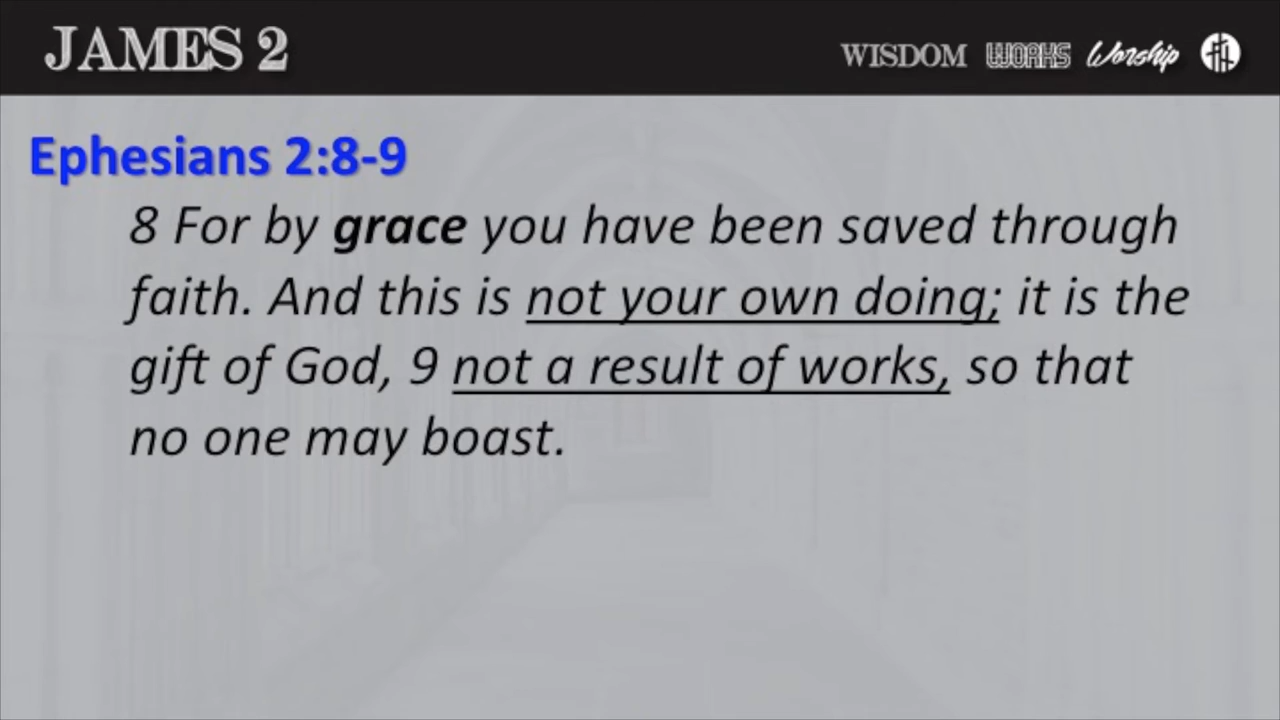 JAMES 2
WISDOM WORKS Worship
Ephesians 2:8-9
8 For by grace you have been saved through
faith. And this is not your own doing; it is the
gift of God, 9 not a result of works, so that
no one may boast.